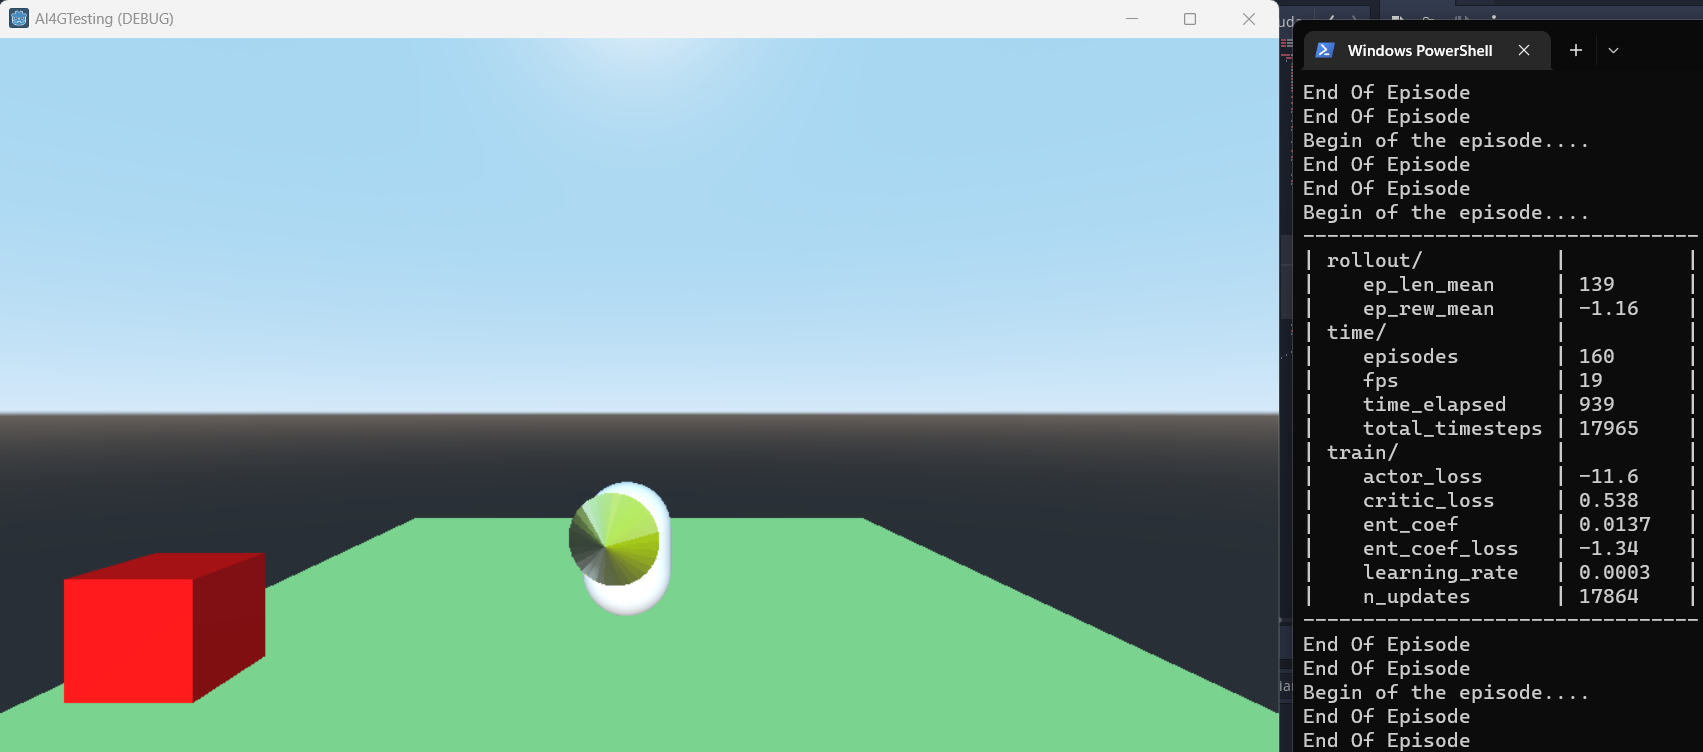 AI4GTesting (DEBUG)
Windows PowerShell
End Of Episode
End Of Episode
Begin of the episode....
End Of Episode
End Of Episode
Begin of the episode....
---------------------------------
| rollout/ | |
| ep_len_mean | 139 |
| ep_rew_mean | -1.16 |
| time/ | |
| episodes | 160 |
| fps | 19 |
| time_elapsed | 939 |
| total_timesteps | 17965 |
| train/ | |
| actor_loss | -11.6 |
| critic_loss | 0.538 |
| ent_coef | 0.0137 |
| ent_coef_loss | -1.34 |
| learning_rate | 0.0003 |
| n_updates | 17864 |
---------------------------------
End Of Episode
End Of Episode
Begin of the episode....
End Of Episode
End Of Episode